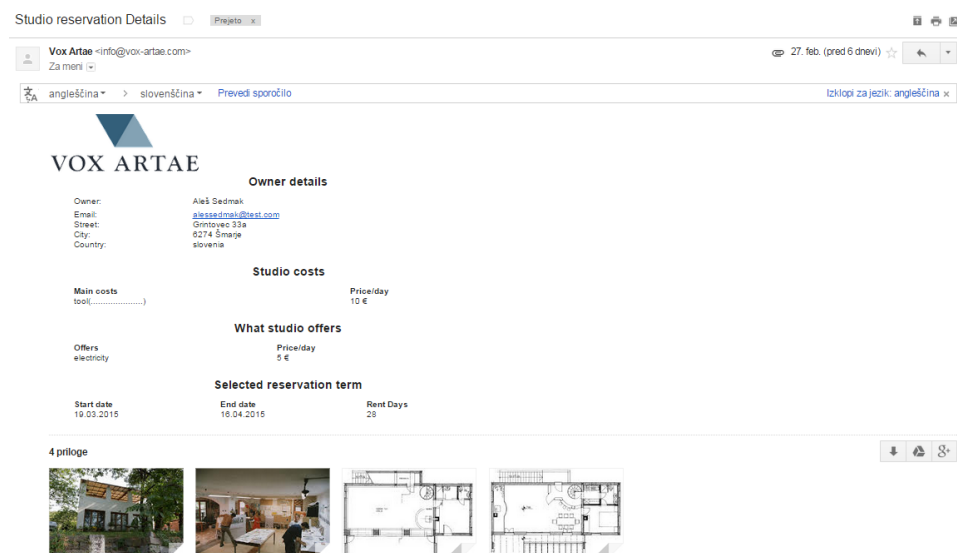 Studio reservation Details
Prejeto x
Vox Artae <info@vox-artae.com>
27. feb. (pred 6 dnevi)
Za meni
angleščina > slovenščina Prevedi sporočilo
Izklopi za jezik: angleščina x
VOX ARTAE
Owner details
Owner: Aleš Sedmak
Email: alessedmak@test.com
Street: Grintovec 33a
City: 6274 Šmarje
Country: slovenia
Studio costs
Main costs Price/day
tool(.....................) 10 €
What studio offers
Offers Price/day
electricity 5 €
Selected reservation term
Start date End date Rent Days
19.03.2015 16.04.2015 28
4 priloge